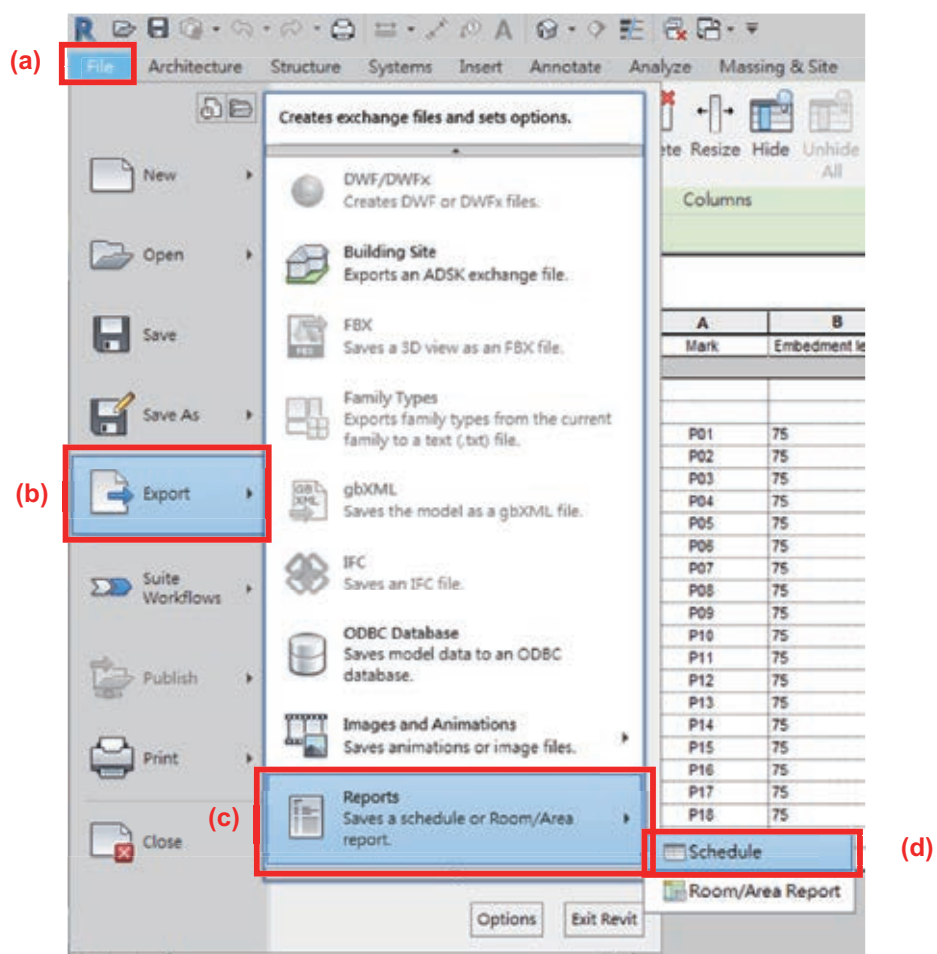 (a)
File Architecture Structure Systems Insert Annotate Analyze Massing & Site
Creates exchange files and sets options.
ete Resize Hide Unhide
All
Columns
New
Open
Save
Save As
(b)
Export
Suite
Workflows
Publish
Print
Close
DWF/DWFx
Creates DWF or DWFx files.
Building Site
Exports an ADSK exchange file.
FBX
Saves a 3D view as an FBX file.
Family Types
Exports family types from the current
family to a text (.txt) file.
gbXML
Saves the model as a gbXML file.
IFC
Saves an IFC file.
ODBC Database
Saves model data to an ODBC
database.
Images and Animations
Saves animations or image files.
(c)
Reports
Saves a schedule or Room/Area
report.
Options Exit Revit
A B
Mark Embedment le
P01 75
P02 75
P03 75
P04 75
P05 75
P06 75
P07 75
P08 75
P09 75
P10 75
P11 75
P12 75
P13 75
P14 75
P15 75
P16 75
P17 75
P18 75
Schedule
(d)
Room/Area Report